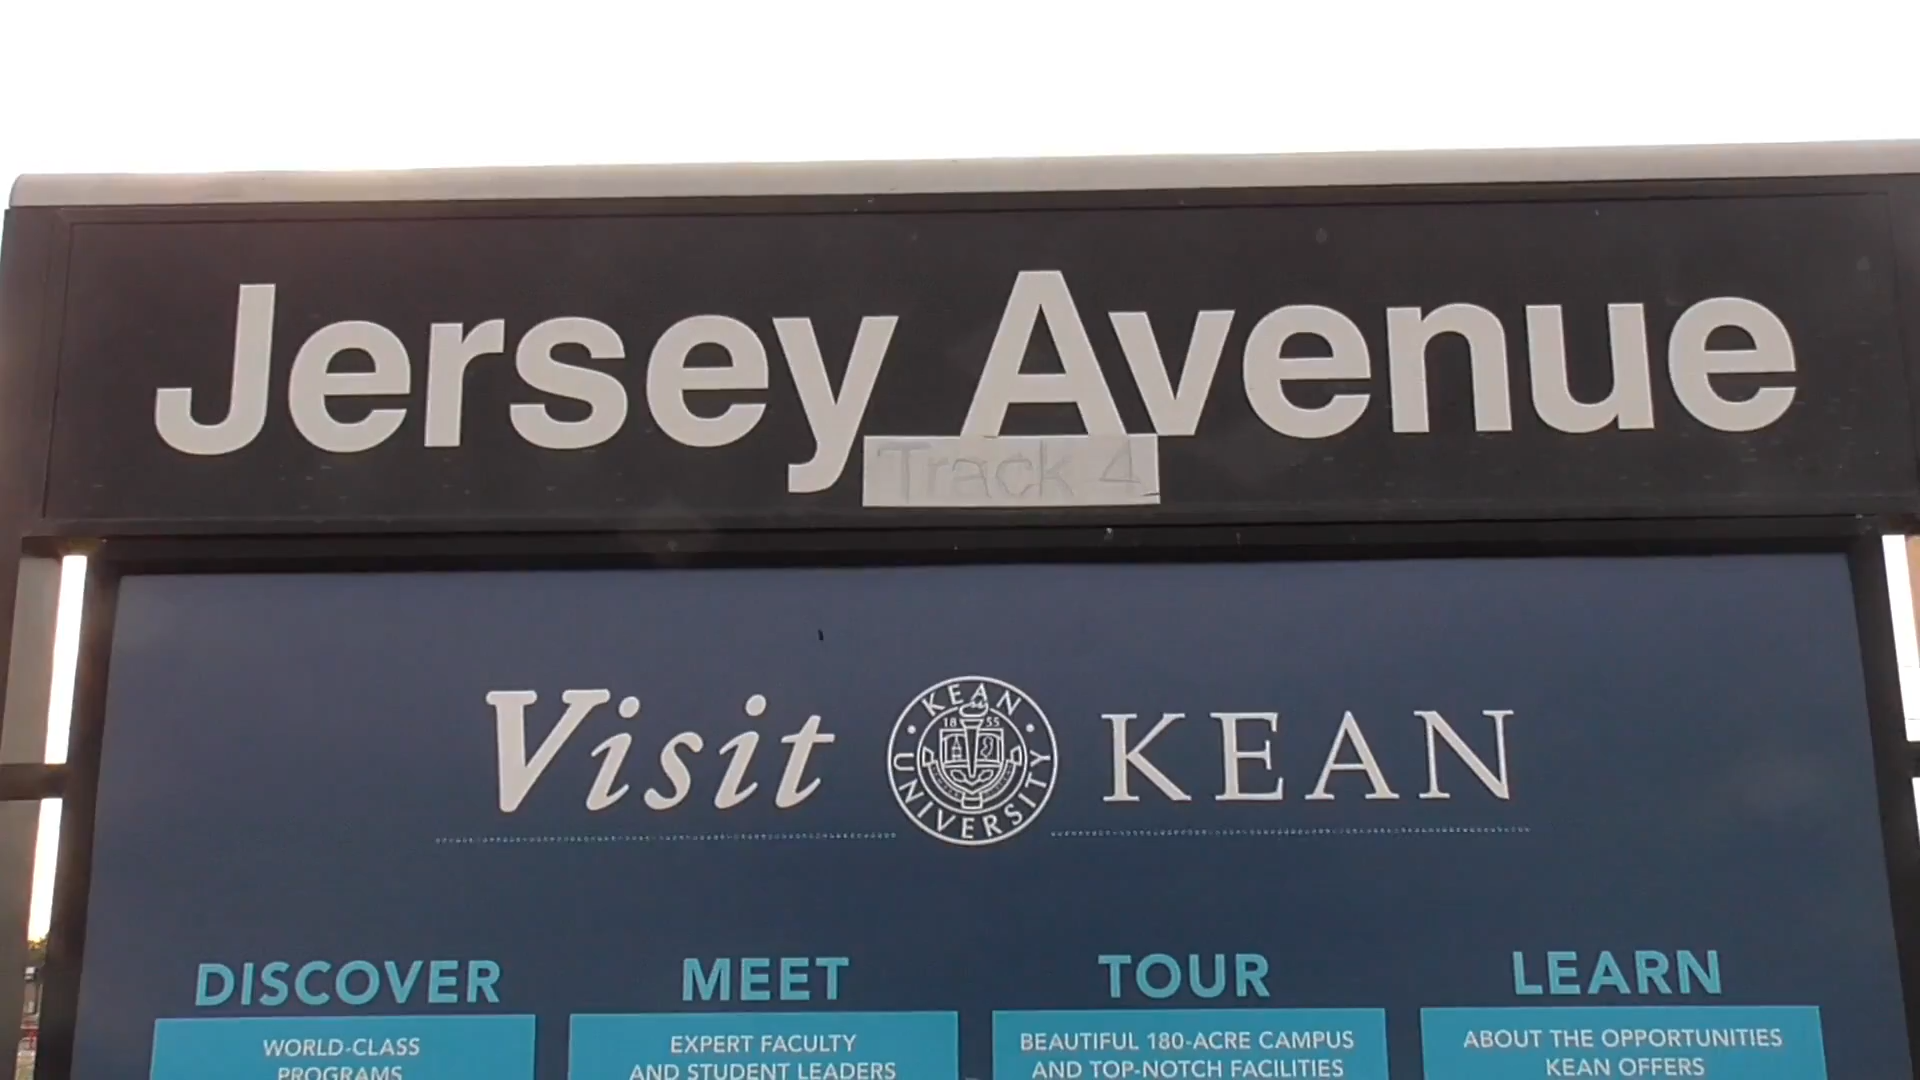 Jersey Avenue
Track 4
Visit KEAN UNIVERSITY 1855 KEAN
DISCOVER
WORLD-CLASS
PROGRAMS
MEET
EXPERT FACULTY
AND STUDENT LEADERS
TOUR
BEAUTIFUL 180-ACRE CAMPUS
AND TOP-NOTCH FACILITIES
LEARN
ABOUT THE OPPORTUNITIES
KEAN OFFERS